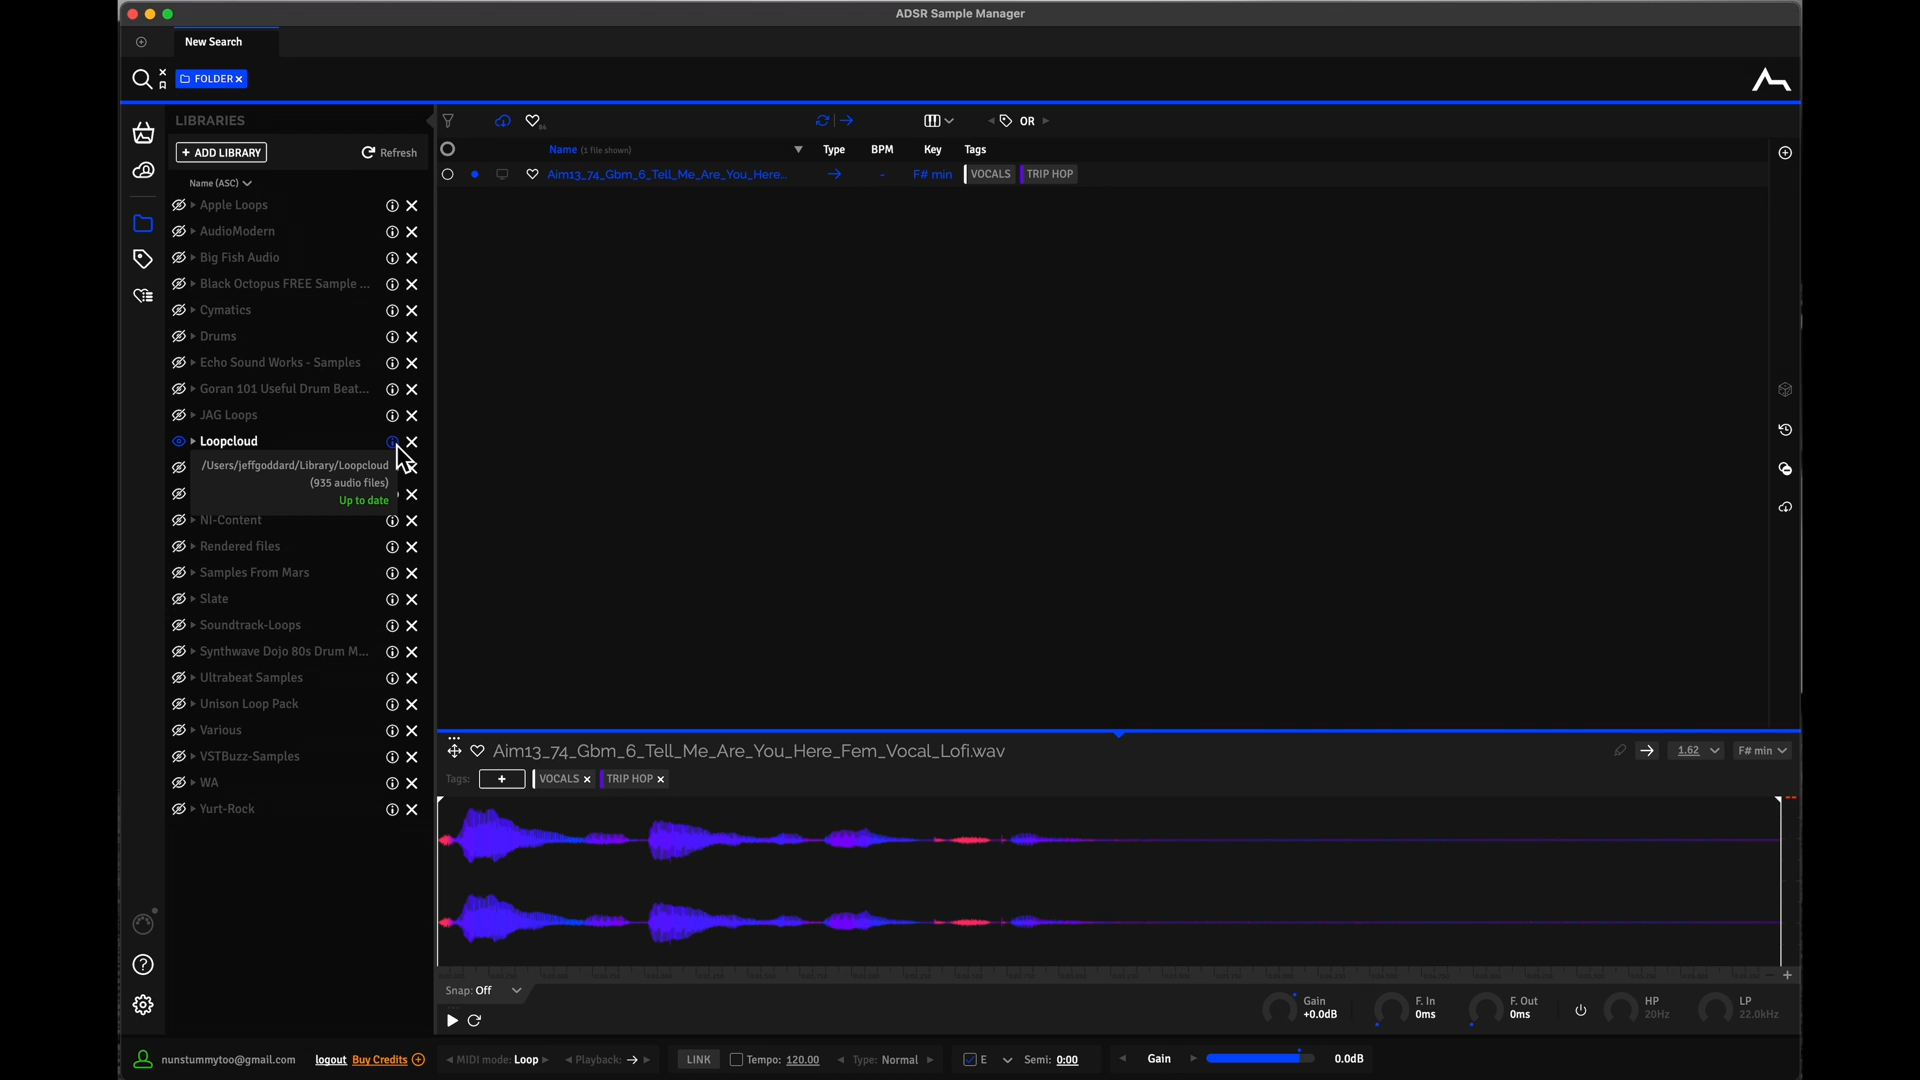 ADSR Sample Manager
New Search
FOLDER
LIBRARIES
+ ADD LIBRARY
Refresh
Name (ASC)
Apple Loops
AudioModern
Big Fish Audio
Black Octopus FREE Sample ...
Cymatics
Drums
Echo Sound Works - Samples
Goran 101 Useful Drum Beat...
JAG Loops
Loopcloud
/Users/jeffgoddard/Library/Loopcloud
(935 audio files)
Up to date
NI-Content
Rendered files
Samples From Mars
Slate
Soundtrack-Loops
Synthwave Dojo 80s Drum M...
Ultrabeat Samples
Unison Loop Pack
Various
VSTBuzz-Samples
WA
Yurt-Rock
OR
Name (1 file shown) Type BPM Key Tags
Aim13_74_Gbm_6_Tell_Me_Are_You_Here... - F# min VOCALS TRIP HOP
Aim13_74_Gbm_6_Tell_Me_Are_You_Here_Fem_Vocal_Lofi.wav
1.62 F# min
Tags: + VOCALS TRIP HOP
Snap: Off
Gain +0.0dB
F. In 0ms
F. Out 0ms
HP 20Hz
LP 22.0kHz
nunstummytoo@gmail.com logout Buy Credits
MIDI mode: Loop Playback: LINK Tempo: 120.00 Type: Normal E Semi: 0:00 Gain 0.0dB